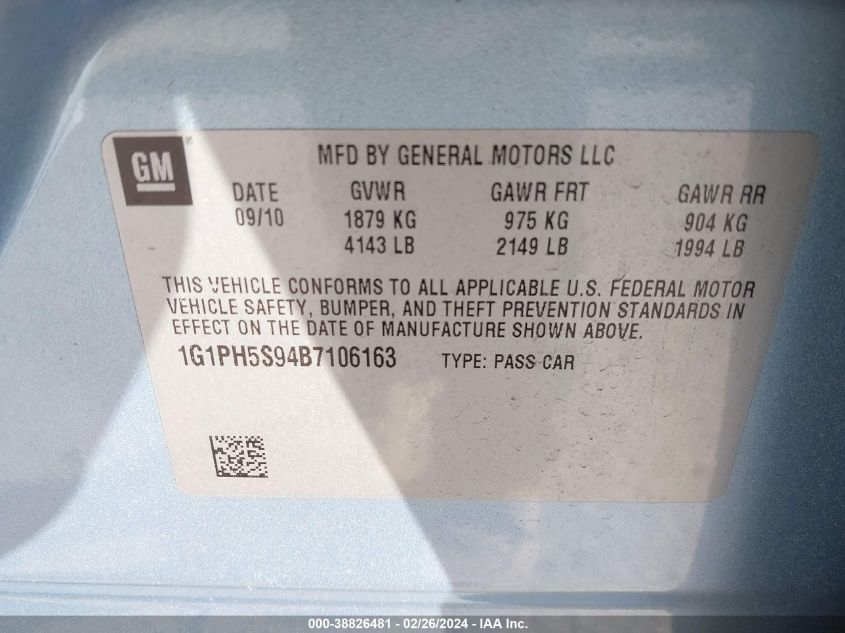 GM
MFD BY GENERAL MOTORS LLC
DATE GVWR GAWR FRT GAWR RR
09/10 1879 KG 975 KG 904 KG
4143 LB 2149 LB 1994 LB
THIS VEHICLE CONFORMS TO ALL APPLICABLE U.S. FEDERAL MOTOR
VEHICLE SAFETY, BUMPER, AND THEFT PREVENTION STANDARDS IN
EFFECT ON THE DATE OF MANUFACTURE SHOWN ABOVE.
1G1PH5S94B7106163 TYPE: PASS CAR
000-38826481 - 02/26/2024 - IAA Inc.